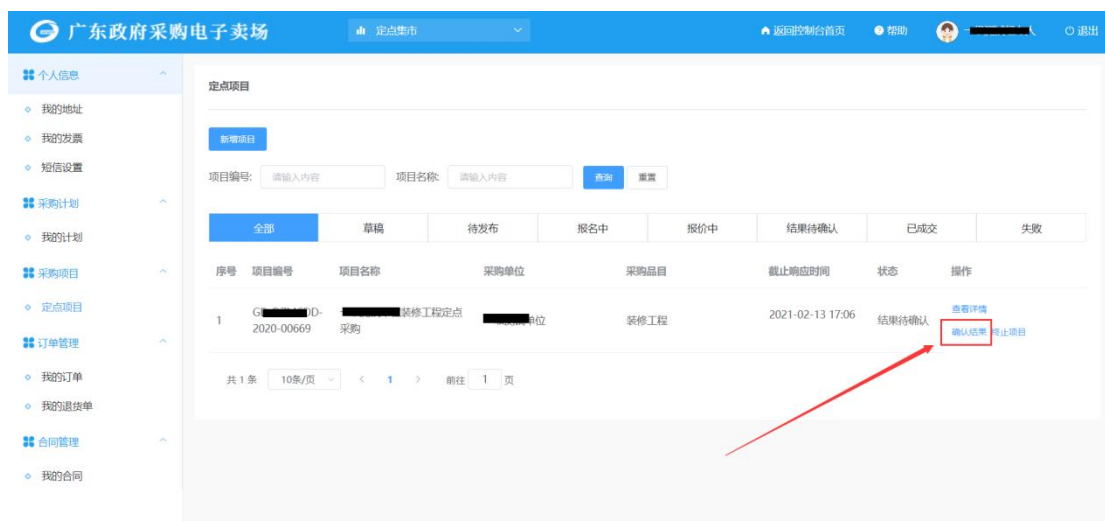 广东政府采购电子卖场
定点集市
返回控制台首页
帮助
退出
个人信息
我的地址
我的发票
短信设置
采购计划
我的计划
采购项目
定点项目
订单管理
我的订单
我的退货单
合同管理
我的合同
定点项目
新增项目
项目编号: 请输入内容 项目名称: 请输入内容 查询 重置
全部 草稿 待发布 报名中 报价中 结果待确认 已成交 失败
序号 项目编号 项目名称 采购单位 采购品目 截止响应时间 状态 操作
1 2020-00669 装修工程定点采购 单位 装修工程 2021-02-13 17:06 结果待确认 查看详情
确认结果 终止项目
共 1 条 10条/页 1 前往 1 页